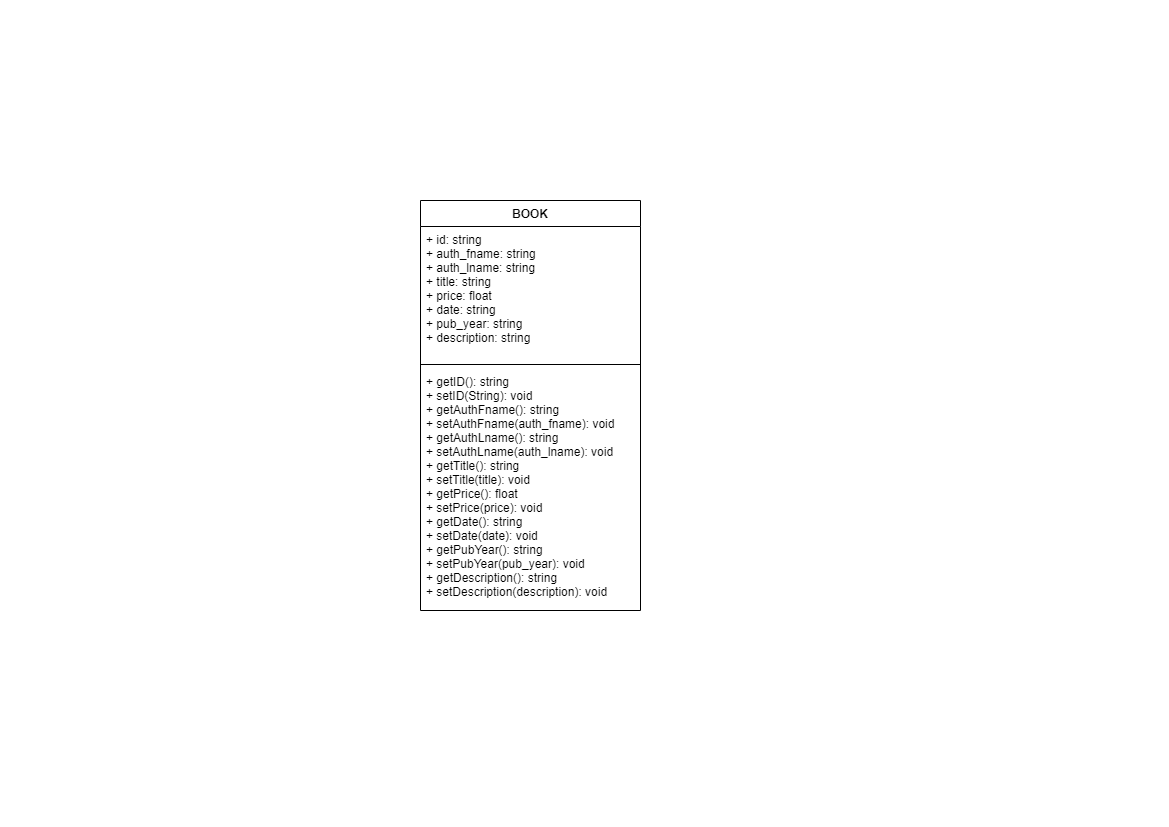 BOOK
+ id: string
+ auth_fname: string
+ auth_lname: string
+ title: string
+ price: float
+ date: string
+ pub_year: string
+ description: string
+ getID(): string
+ setID(String): void
+ getAuthFname(): string
+ setAuthFname(auth_fname): void
+ getAuthLname(): string
+ setAuthLname(auth_lname): void
+ getTitle(): string
+ setTitle(title): void
+ getPrice(): float
+ setPrice(price): void
+ getDate(): string
+ setDate(date): void
+ getPubYear(): string
+ setPubYear(pub_year): void
+ getDescription(): string
+ setDescription(description): void